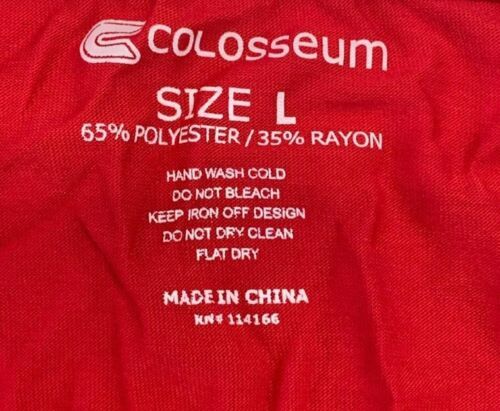 COLOSSEUM
SIZE L
65% POLYESTER / 35% RAYON
HAND WASH COLD
DO NOT BLEACH
KEEP IRON OFF DESIGN
DO NOT DRY CLEAN
FLAT DRY
MADE IN CHINA
RN# 114166